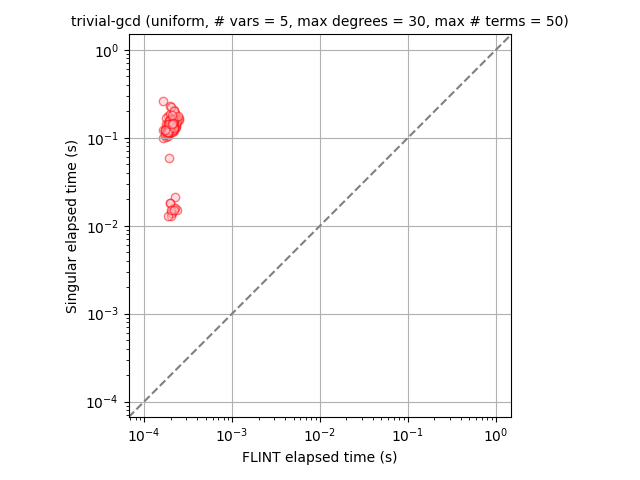 trivial-gcd (uniform, # vars = 5, max degrees = 30, max # terms = 50)
Singular elapsed time (s)
10⁰
10⁻¹
10⁻²
10⁻³
10⁻⁴
10⁻⁴ 10⁻³ 10⁻² 10⁻¹ 10⁰
FLINT elapsed time (s)